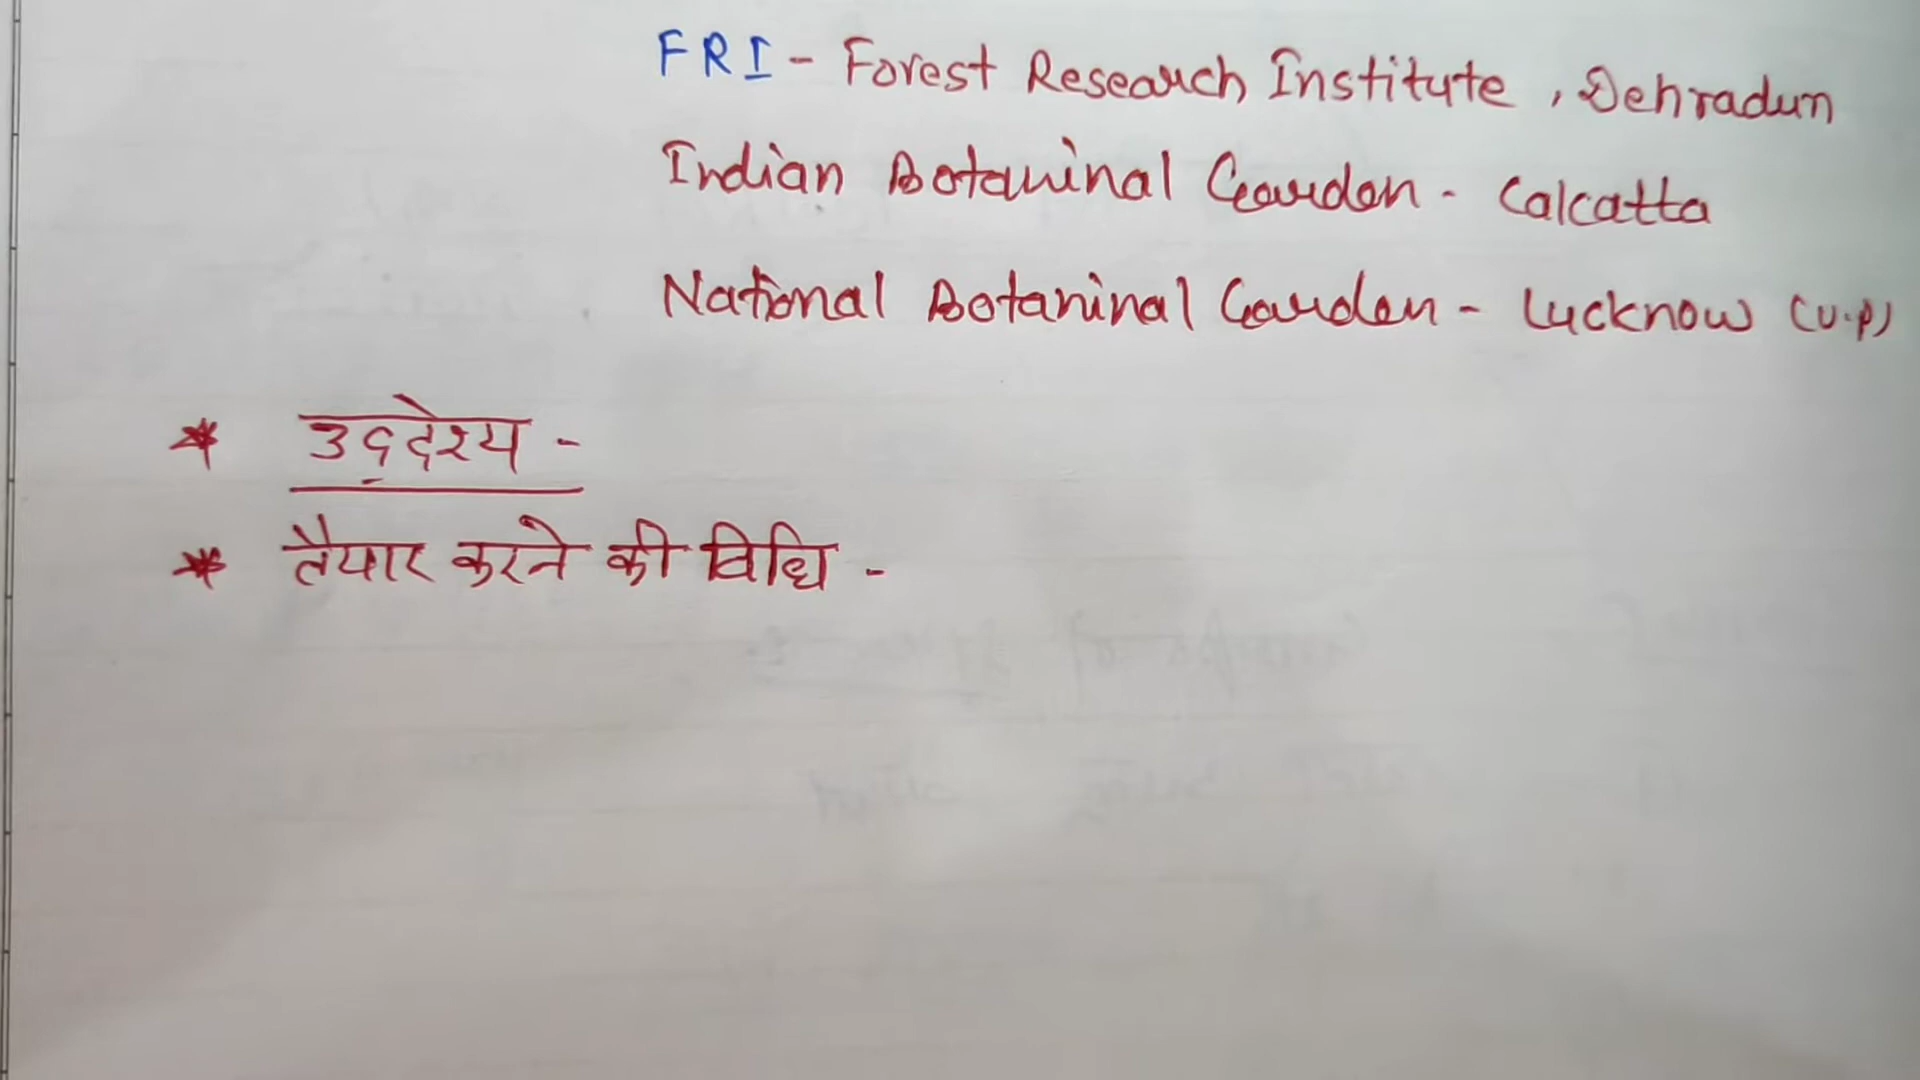 FRI - Forest Research Institute, Dehradun
Indian Botaninal Garden - Calcatta
National Botaninal Garden - Lucknow (U.P)
* उद्देश्य -
* तैयार करने की विधि -